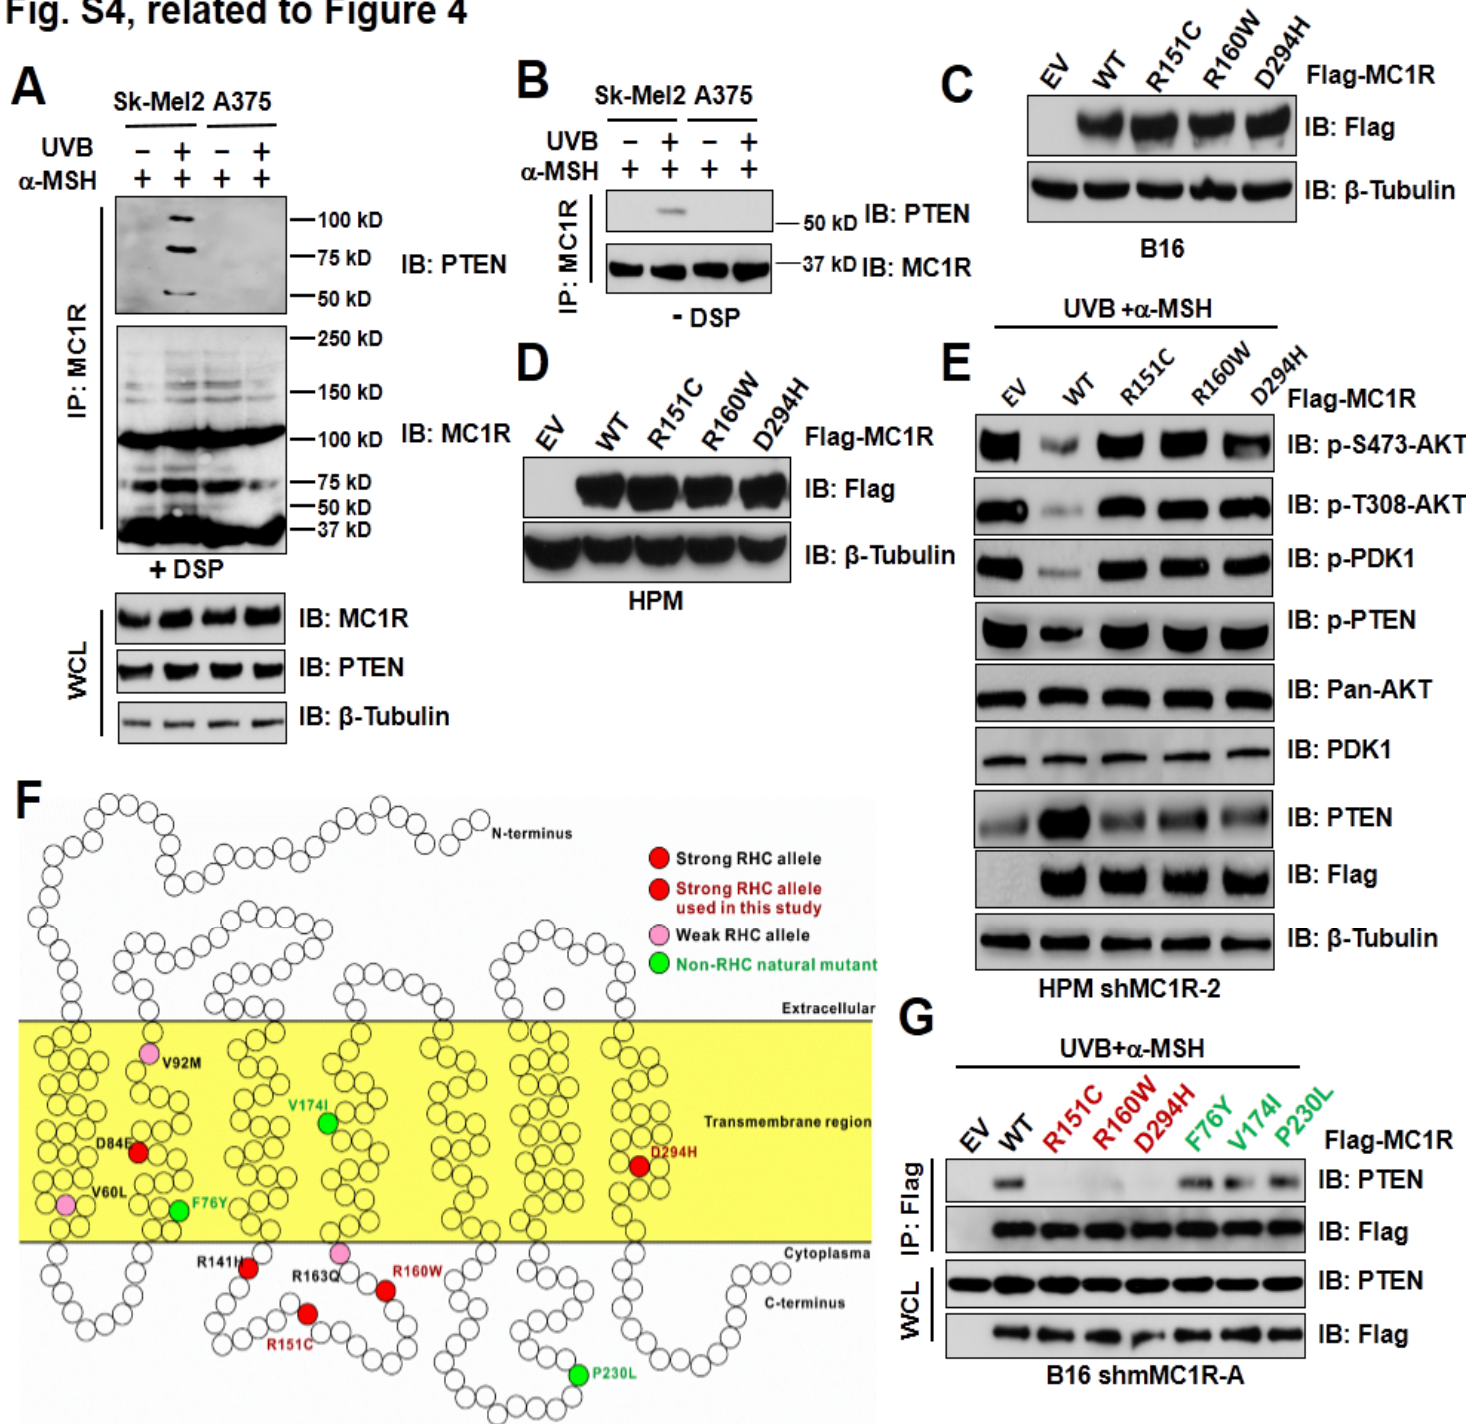 Fig. S4, related to Figure 4
A
Sk-Mel2 A375
UVB – + – +
α-MSH + + + +
IP: MC1R
100 kD
75 kD
50 kD
IB: PTEN
250 kD
150 kD
100 kD
75 kD
50 kD
37 kD
IB: MC1R
+ DSP
WCL
IB: MC1R
IB: PTEN
IB: β-Tubulin
B
Sk-Mel2 A375
UVB – + – +
α-MSH + + + +
IP: MC1R
50 kD IB: PTEN
37 kD IB: MC1R
- DSP
C
EV WT R151C R160W D294H Flag-MC1R
IB: Flag
IB: β-Tubulin
B16
D
EV WT R151C R160W D294H Flag-MC1R
IB: Flag
IB: β-Tubulin
HPM
E
UVB +α-MSH
EV WT R151C R160W D294H Flag-MC1R
IB: p-S473-AKT
IB: p-T308-AKT
IB: p-PDK1
IB: p-PTEN
IB: Pan-AKT
IB: PDK1
IB: PTEN
IB: Flag
IB: β-Tubulin
HPM shMC1R-2
F
N-terminus
Strong RHC allele
Strong RHC allele
used in this study
Weak RHC allele
Non-RHC natural mutant
Extracellular
V92M
V174I
Transmembrane region
D84E
D294H
V60L
F76Y
Cytoplasma
R141H
R163Q
R160W
C-terminus
R151C
P230L
G
UVB+α-MSH
EV WT R151C R160W D294H F76Y V174I P230L Flag-MC1R
IP: Flag
IB: PTEN
IB: Flag
WCL
IB: PTEN
IB: Flag
B16 shmMC1R-A